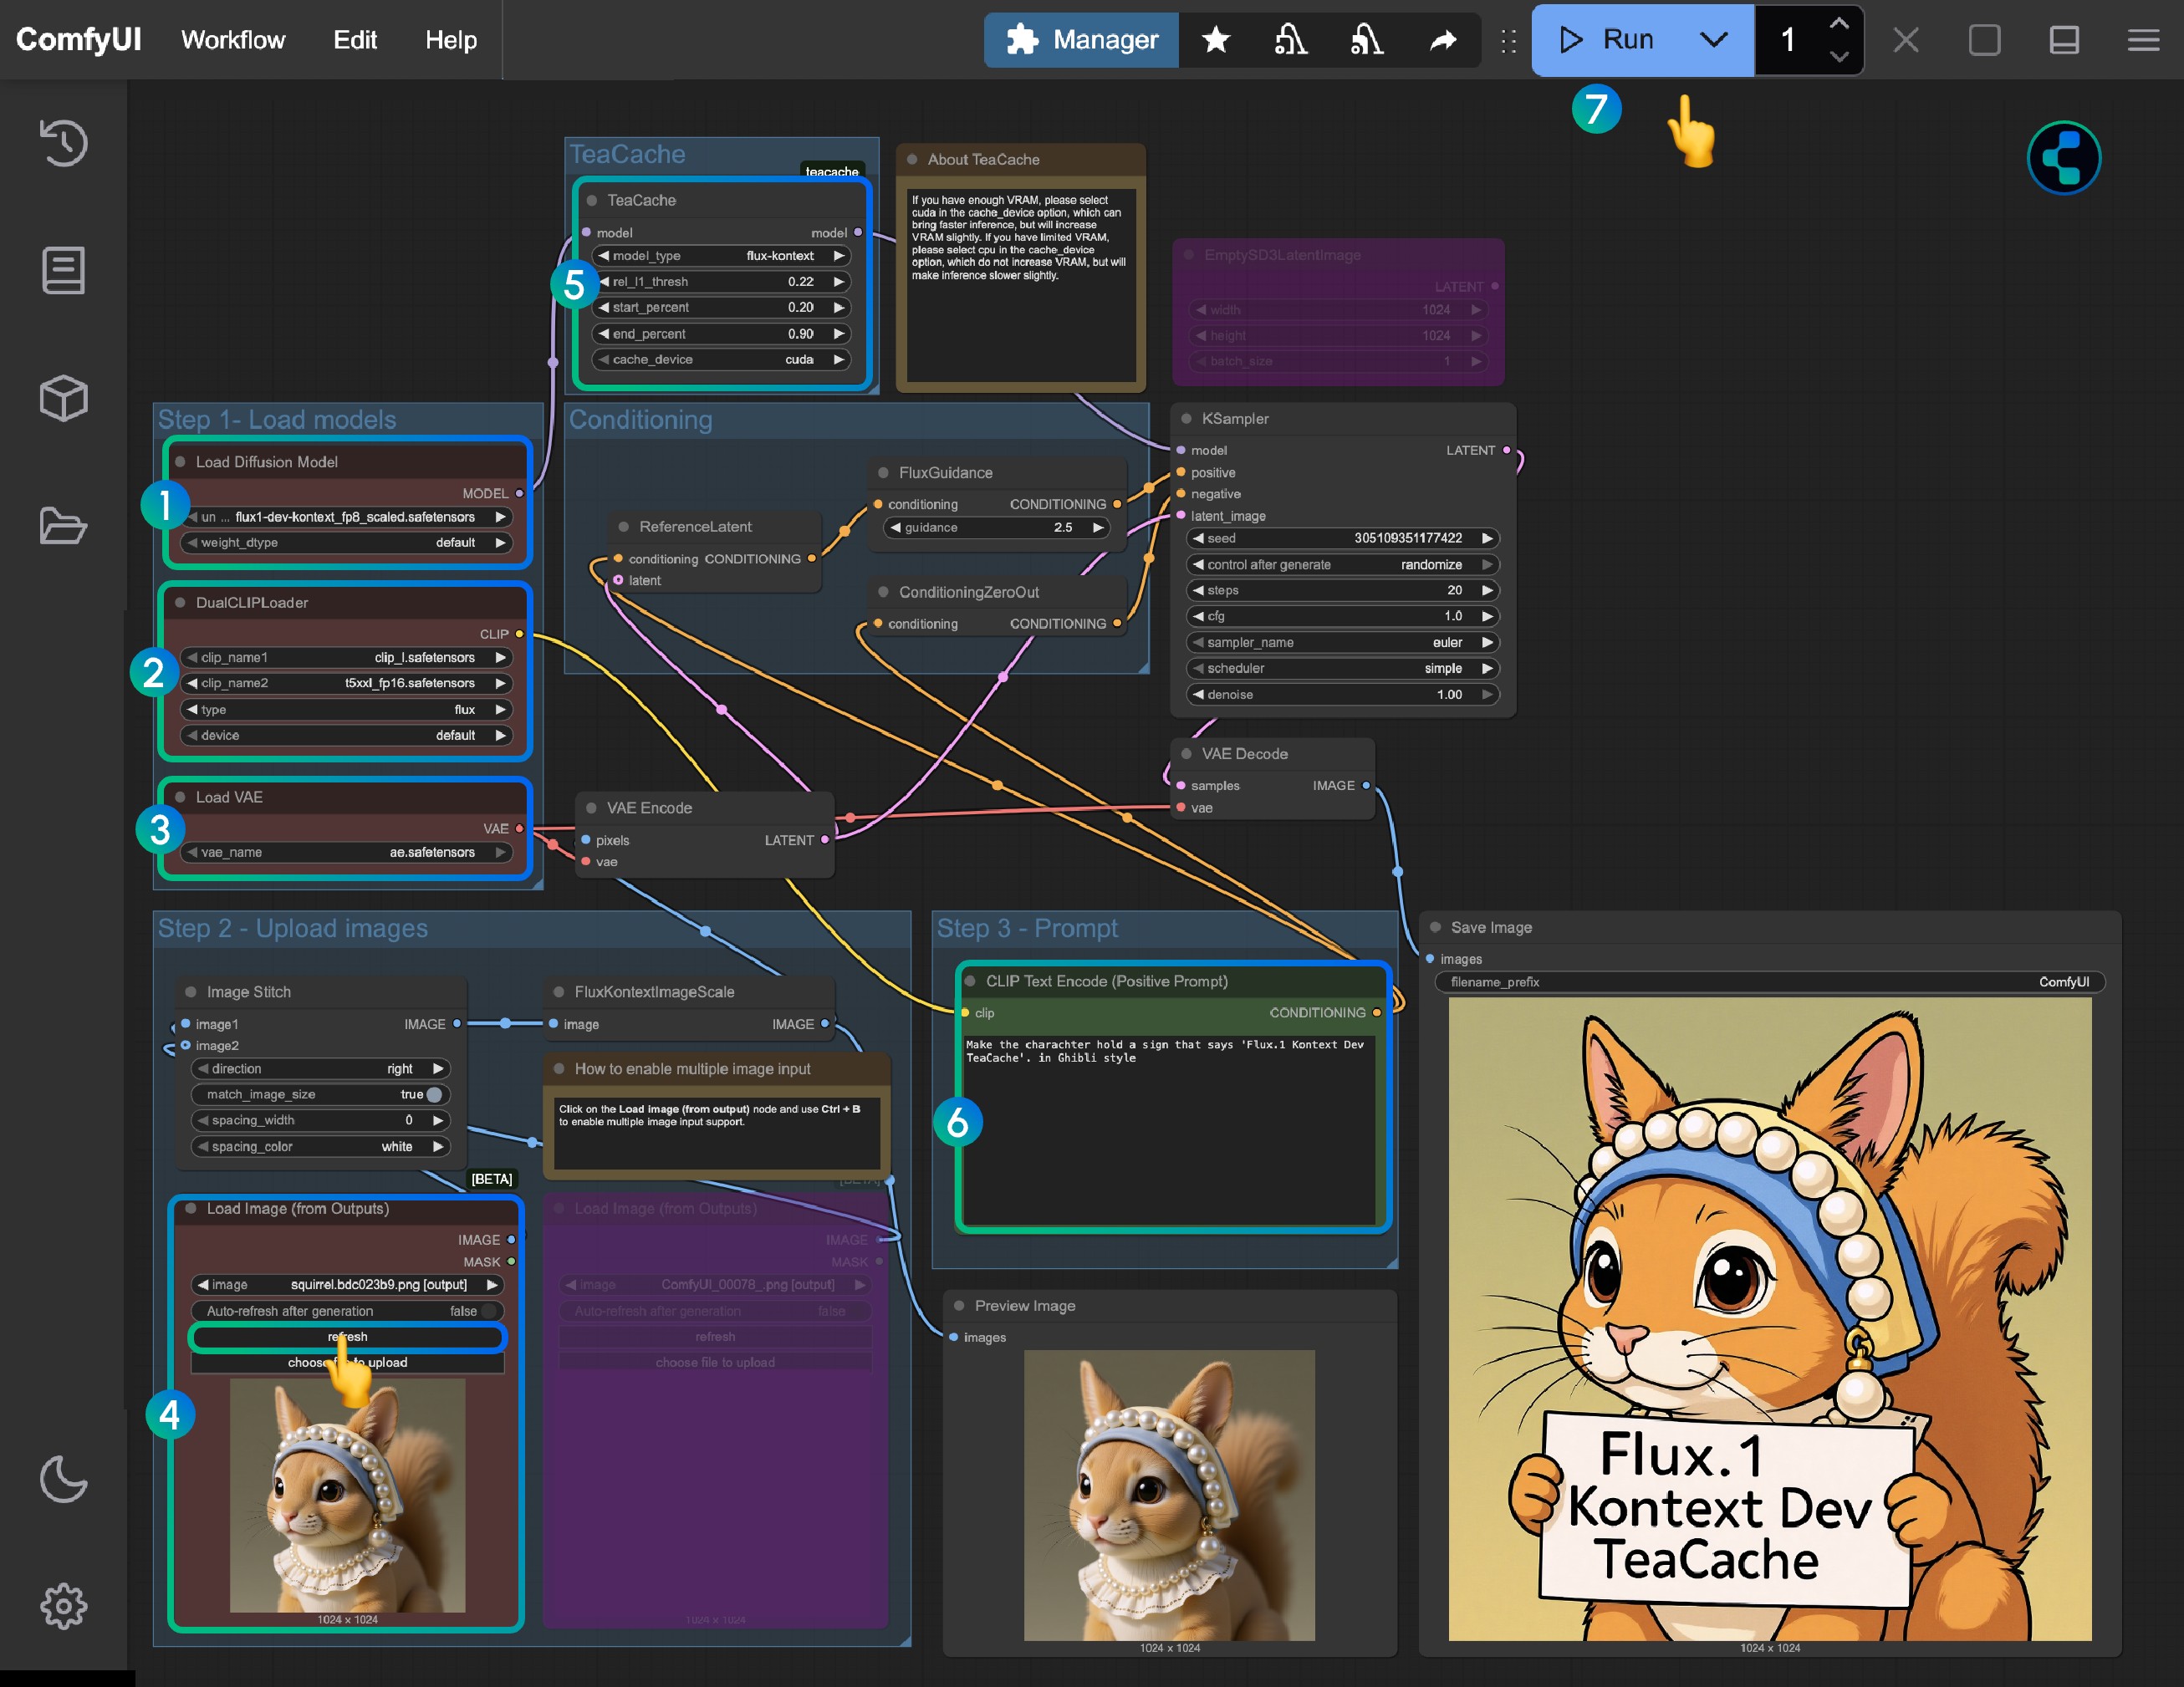 ComfyUI
Workflow
Edit
Help
Manager
Run
1
7
TeaCache
teacache
TeaCache
model
model
model_type
flux-kontext
rel_l1_thresh
0.22
start_percent
0.20
end_percent
0.90
cache_device
cuda
5
About TeaCache
If you have enough VRAM, please select
cuda in the cache_device option, which can
bring faster inference, but will increase
VRAM slightly. If you have limited VRAM,
please select cpu in the cache_device
option, which do not increase VRAM, but will
make inference slower slightly.
EmptySD3LatentImage
LATENT
width
1024
height
1024
batch_size
1
Step 1- Load models
Load Diffusion Model
MODEL
1
un ...
flux1-dev-kontext_fp8_scaled.safetensors
weight_dtype
default
DualCLIPLoader
CLIP
2
clip_name1
clip_l.safetensors
clip_name2
t5xxl_fp16.safetensors
type
flux
device
default
Load VAE
VAE
3
vae_name
ae.safetensors
Conditioning
FluxGuidance
conditioning
CONDITIONING
guidance
2.5
ReferenceLatent
conditioning
CONDITIONING
latent
ConditioningZeroOut
conditioning
CONDITIONING
KSampler
model
LATENT
positive
negative
latent_image
seed
305109351177422
control after generate
randomize
steps
20
cfg
1.0
sampler_name
euler
scheduler
simple
denoise
1.00
VAE Decode
samples
IMAGE
vae
VAE Encode
pixels
LATENT
vae
Step 2 - Upload images
Image Stitch
image1
IMAGE
image2
direction
right
match_image_size
true
spacing_width
0
spacing_color
white
FluxKontextImageScale
image
IMAGE
How to enable multiple image input
Click on the Load Image (from output) node and use Ctrl + B
to enable multiple image input support.
[BETA]
Load Image (from Outputs)
IMAGE
MASK
image
squirrel.bdc023b9.png [output]
Auto-refresh after generation
false
refresh
choose file to upload
4
1024 x 1024
[BETA]
Load Image (from Outputs)
IMAGE
MASK
image
ComfyUI_00078_.png [output]
Auto-refresh after generation
false
refresh
choose file to upload
1024 x 1024
Step 3 - Prompt
CLIP Text Encode (Positive Prompt)
clip
CONDITIONING
Make the charachter hold a sign that says 'Flux.1 Kontext Dev
TeaCache'. in Ghibli style
6
Preview Image
images
1024 x 1024
Save Image
images
filename_prefix
ComfyUI
Flux.1
Kontext Dev
TeaCache
1024 x 1024